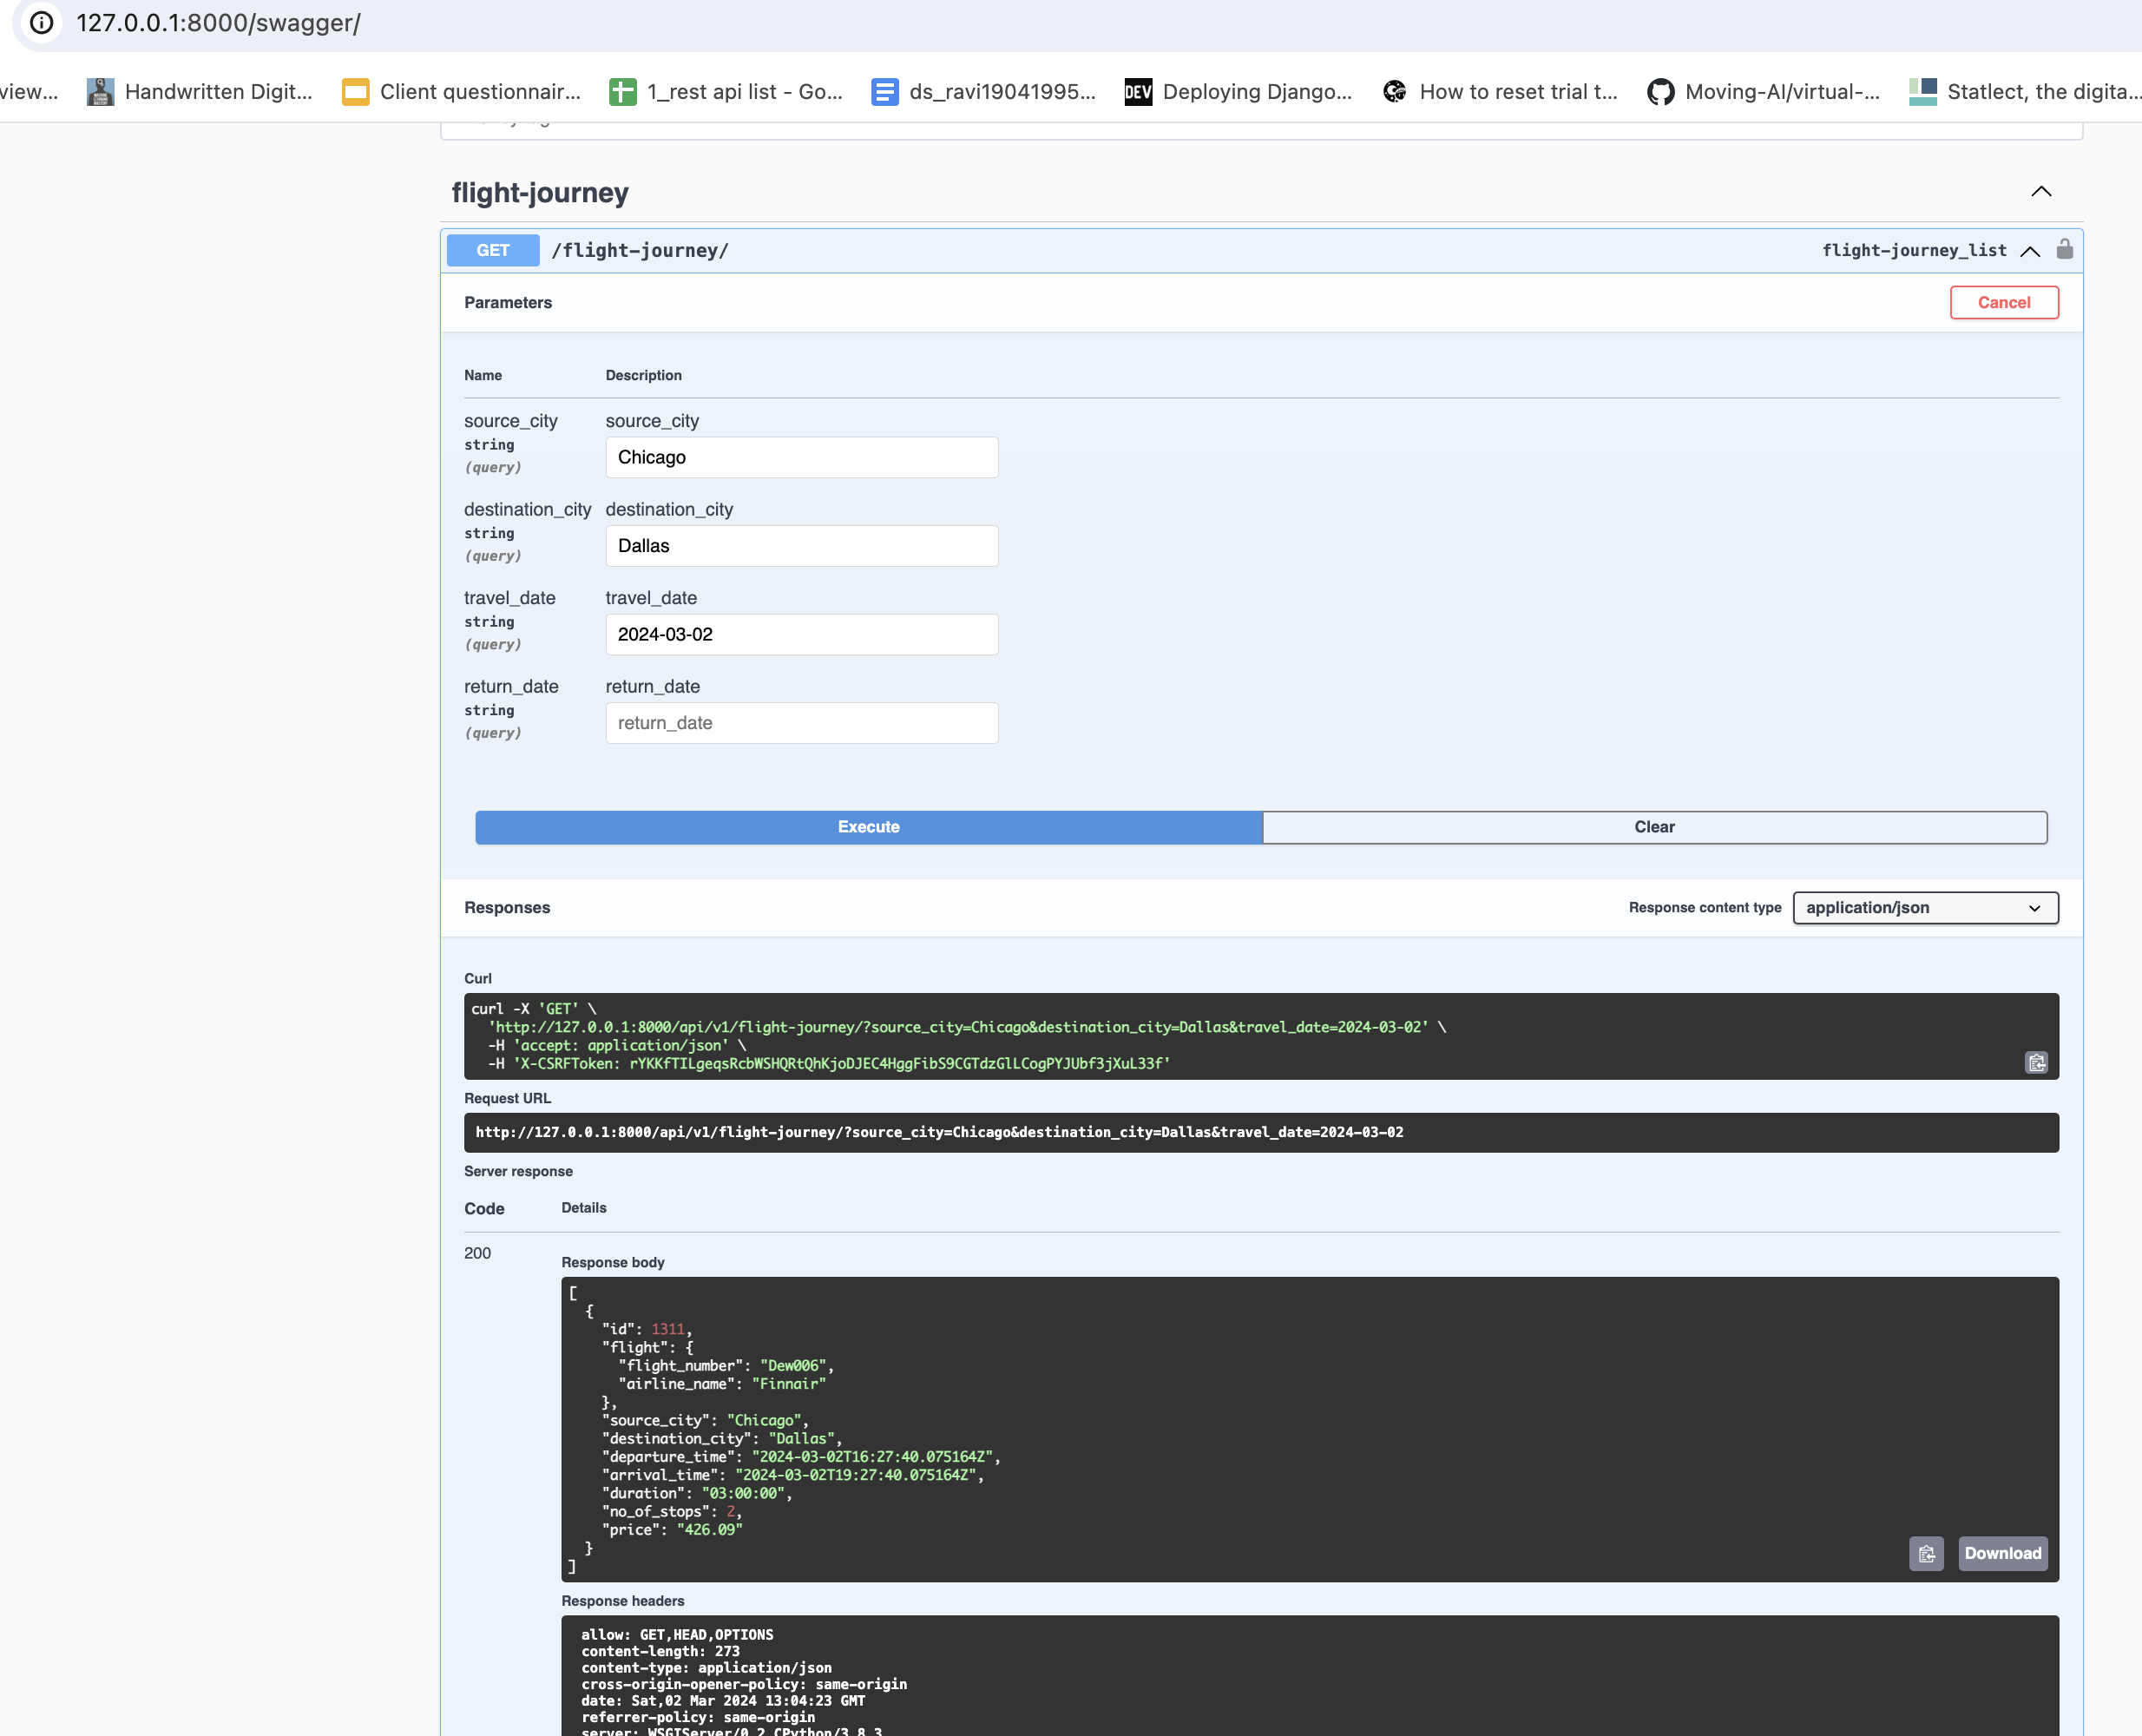 127.0.0.1:8000/swagger/
view... Handwritten Digit... Client questionnair... 1_rest api list - Go... ds_ravi19041995... DEV Deploying Django... How to reset trial t... Moving-AI/virtual-... Statlect, the digita...
flight-journey
GET /flight-journey/ flight-journey_list
Parameters Cancel
Name Description
source_city source_city
string
(query)
Chicago
destination_city destination_city
string
(query)
Dallas
travel_date travel_date
string
(query)
2024-03-02
return_date return_date
string
(query)
return_date
Execute Clear
Responses Response content type application/json
Curl
curl -X 'GET' \
'http://127.0.0.1:8000/api/v1/flight-journey/?source_city=Chicago&destination_city=Dallas&travel_date=2024-03-02' \
-H 'accept: application/json' \
-H 'X-CSRFToken: rYKKfTILgeqsRcbWSHQRtQhKjoDJEC4HggFibS9CGTdzGlLCogPYJUbf3jXuL33f'
Request URL
http://127.0.0.1:8000/api/v1/flight-journey/?source_city=Chicago&destination_city=Dallas&travel_date=2024-03-02
Server response
Code Details
200
Response body
[
{
"id": 1311,
"flight": {
"flight_number": "Dew006",
"airline_name": "Finnair"
},
"source_city": "Chicago",
"destination_city": "Dallas",
"departure_time": "2024-03-02T16:27:40.075164Z",
"arrival_time": "2024-03-02T19:27:40.075164Z",
"duration": "03:00:00",
"no_of_stops": 2,
"price": "426.09"
}
]
Download
Response headers
allow: GET,HEAD,OPTIONS
content-length: 273
content-type: application/json
cross-origin-opener-policy: same-origin
date: Sat,02 Mar 2024 13:04:23 GMT
referrer-policy: same-origin
server: WSGIServer/0.2 CPython/3.8.3